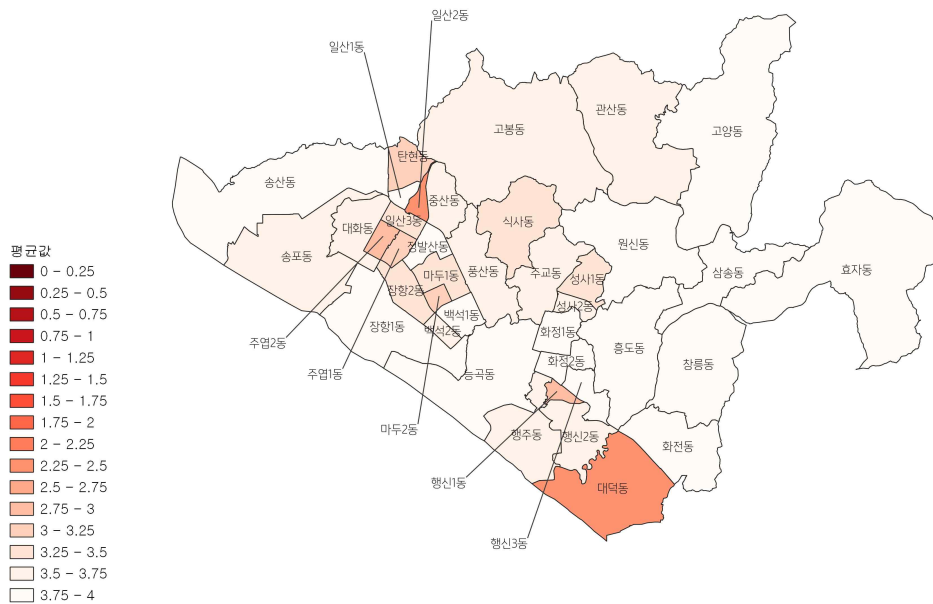 일산2동
일산1동
고봉동
관산동
고양동
탄현동
송산동
중산동
일산3동
대화동
식사동
정발산동
원신동
송포동
마두1동
풍산동
주교동
성사1동
삼송동
효자동
장항2동
성사2동
백석1동
장항1동
백석2동
화정1동
흥도동
주엽2동
화정2동
창릉동
주엽1동
능곡동
마두2동
행주동
행신2동
화전동
행신1동
대덕동
행신3동
평균값
0 – 0.25
0.25 – 0.5
0.5 – 0.75
0.75 – 1
1 – 1.25
1.25 – 1.5
1.5 – 1.75
1.75 – 2
2 – 2.25
2.25 – 2.5
2.5 – 2.75
2.75 – 3
3 – 3.25
3.25 – 3.5
3.5 – 3.75
3.75 – 4